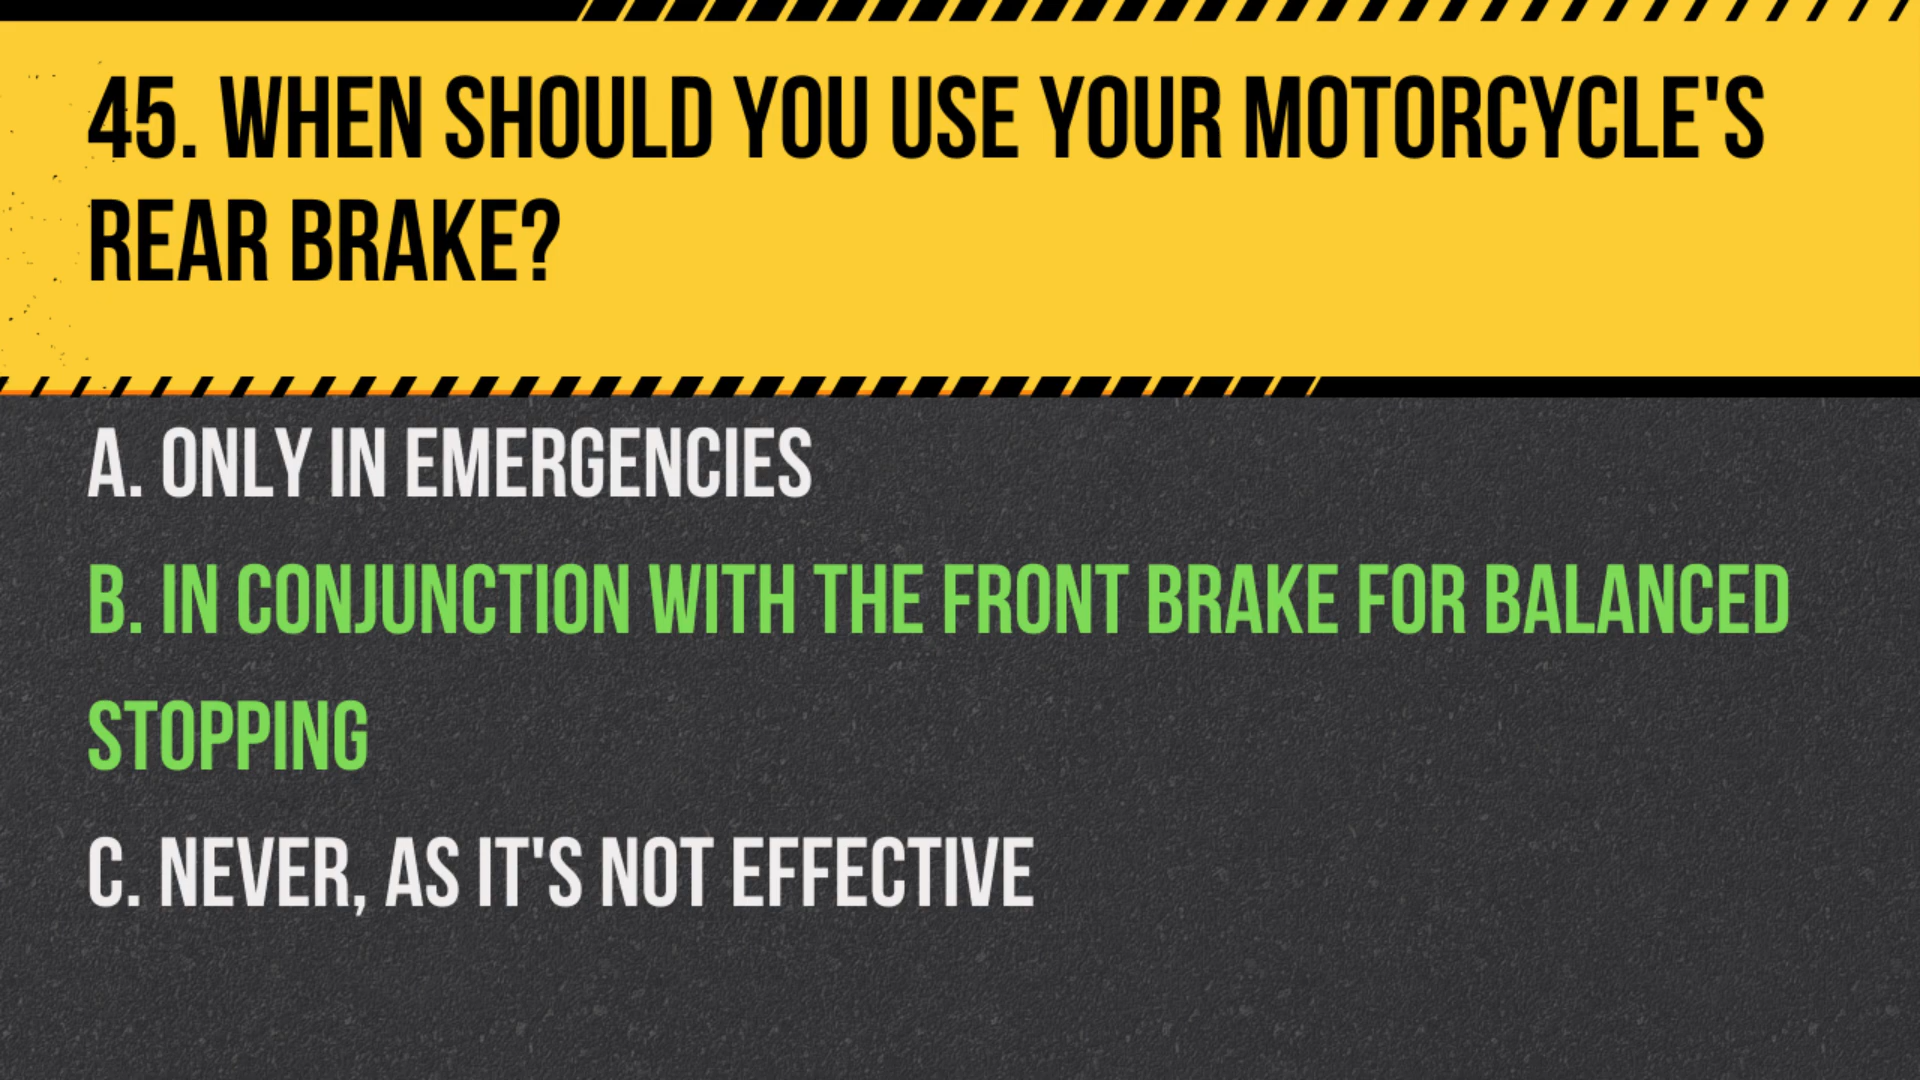 45. WHEN SHOULD YOU USE YOUR MOTORCYCLE'S
REAR BRAKE?
A. ONLY IN EMERGENCIES
B. IN CONJUNCTION WITH THE FRONT BRAKE FOR BALANCED
STOPPING
C. NEVER, AS IT'S NOT EFFECTIVE